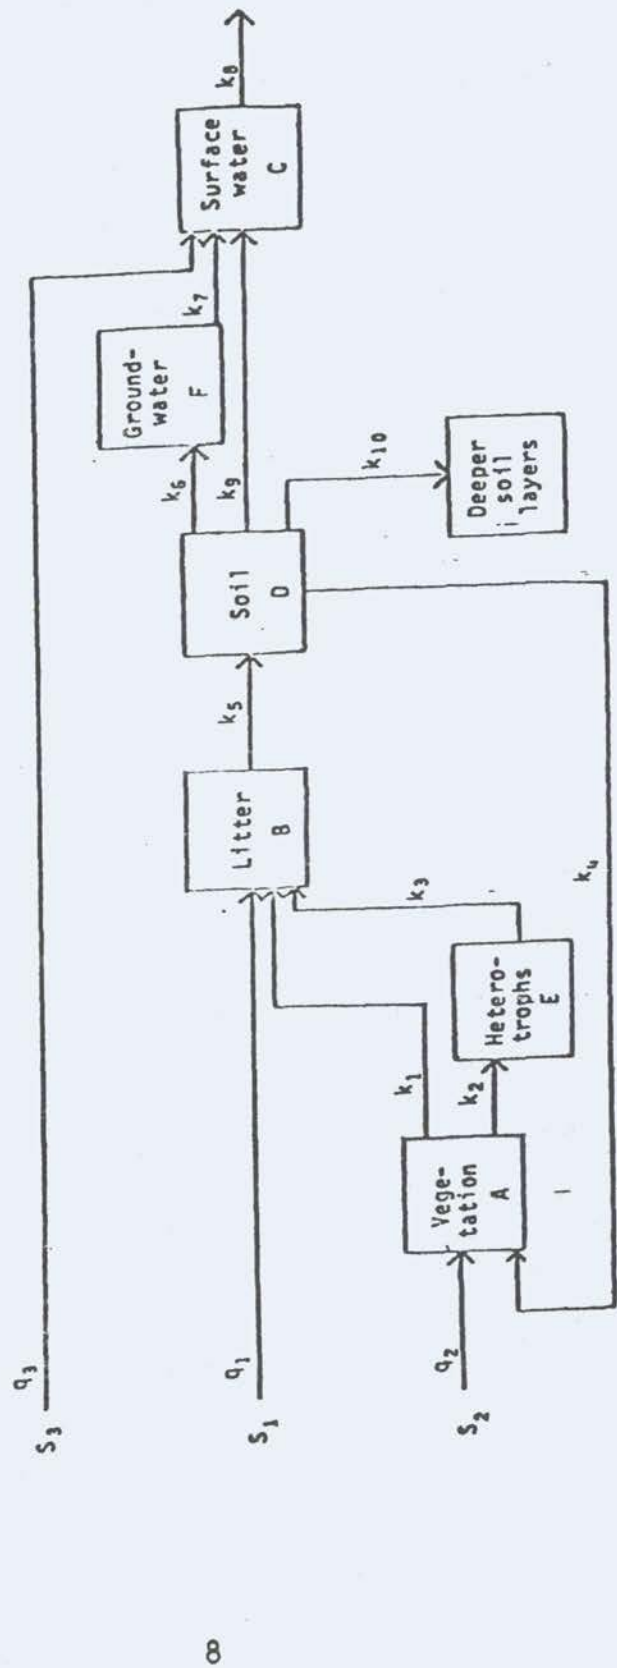 S₃
q₃
S₁
q₁
S₂
q₂
Vege-
tation
A
I
k₁
k₂
Hetero-
trophs
E
k₃
k₄
Litter
B
k₅
Soil
D
k₆
k₉
k₁₀
Ground-
water
F
k₇
Deeper
soil
layers
Surface
water
C
k₈
8